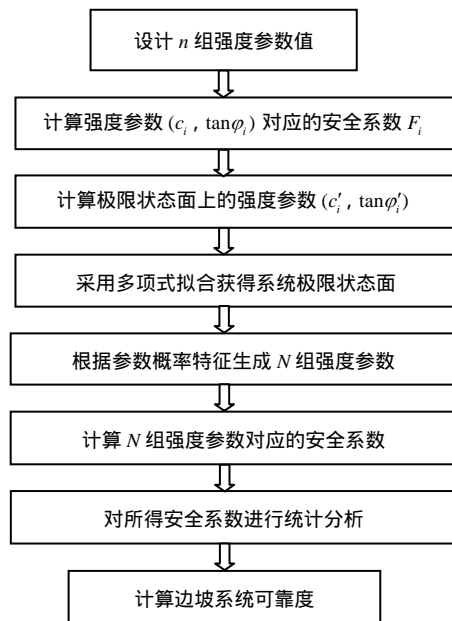 设计 n 组强度参数值
计算强度参数 (c_i , tanφ_i) 对应的安全系数 F_i
计算极限状态面上的强度参数 (c_i′ , tanφ_i′)
采用多项式拟合获得系统极限状态面
根据参数概率特征生成 N 组强度参数
计算 N 组强度参数对应的安全系数
对所得安全系数进行统计分析
计算边坡系统可靠度